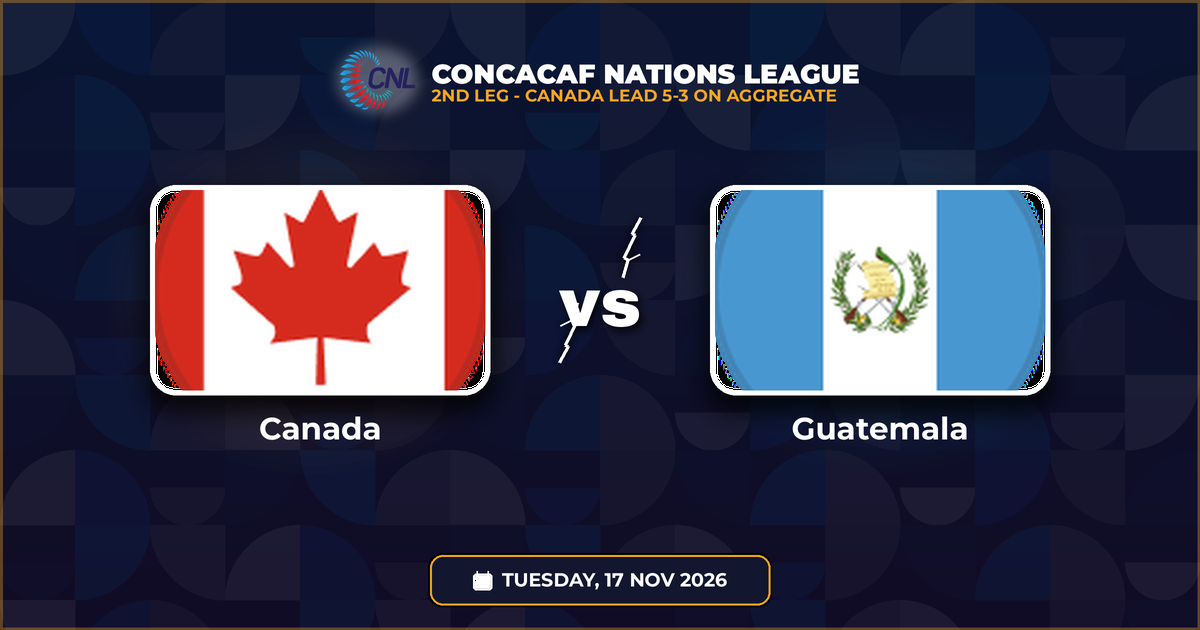 CNL
CONCACAF NATIONS LEAGUE
2ND LEG - CANADA LEAD 5-3 ON AGGREGATE
VS
Canada
Guatemala
TUESDAY, 17 NOV 2026